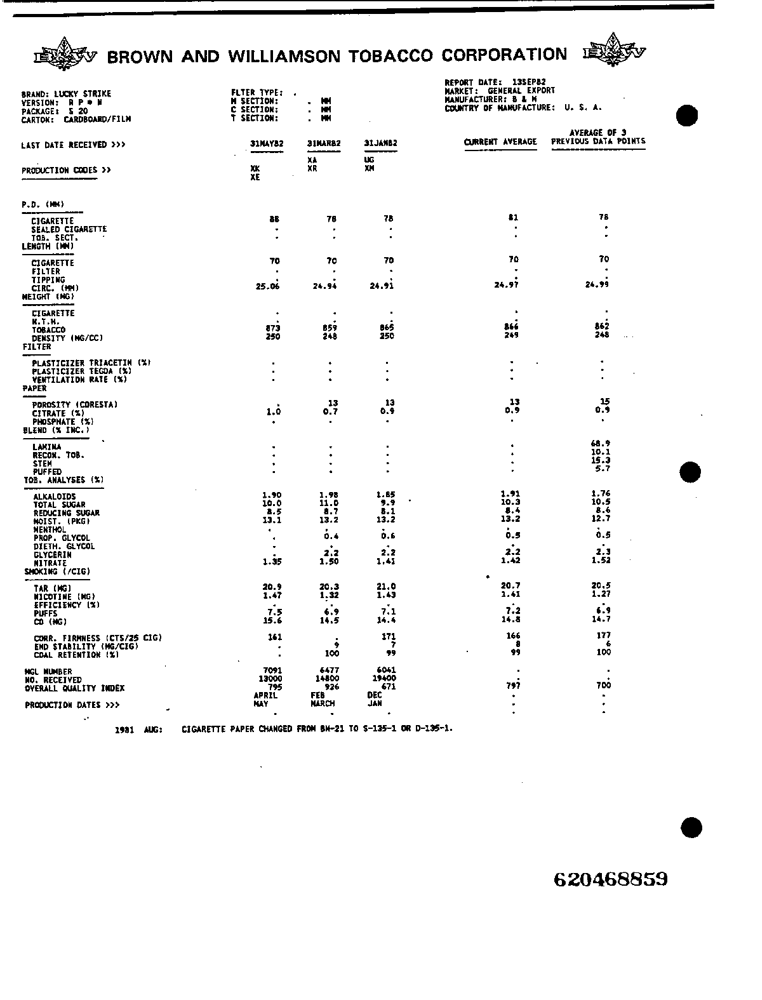 BROWN AND WILLIAMSON TOBACCO CORPORATION
REPORT DATE: 13SEP82
BRAND: LUCKY STRIKE FLTER TYPE: . MARKET: GENERAL EXPORT
VERSION: R P * N M SECTION: . MM MANUFACTURER: B & W
PACKAGE: S 20 C SECTION: . MM COUNTRY OF MANUFACTURE: U. S. A.
CARTON: CARDBOARD/FILM T SECTION: . MM
AVERAGE OF 3
LAST DATE RECEIVED >>> 31MAY82 31MAR82 31JAN82 CURRENT AVERAGE PREVIOUS DATA POINTS
XA UG
PRODUCTION CODES >> XK XR XM
XE
P.D. (MM)
CIGARETTE 88 78 78 81 78
SEALED CIGARETTE . . . . .
TOB. SECT. . . . . .
LENGTH (MM)
CIGARETTE 70 70 70 70 70
FILTER . . . . .
TIPPING . . . . .
CIRC. (MM) 25.06 24.94 24.91 24.97 24.99
WEIGHT (MG)
CIGARETTE . . . . .
N.T.M. . . . . .
TOBACCO 873 859 865 866 862
DENSITY (MG/CC) 250 248 250 249 248
FILTER
PLASTICIZER TRIACETIN (%) . . . . .
PLASTICIZER TEGDA (%) . . . . .
VENTILATION RATE (%) . . . . .
PAPER
POROSITY (CORESTA) . 13 13 13 15
CITRATE (%) 1.0 0.7 0.9 0.9 0.9
PHOSPHATE (%) . . . . .
BLEND (% INC.)
LAMINA . . . . 68.9
RECON. TOB. . . . . 10.1
STEM . . . . 15.3
PUFFED . . . . 5.7
TOB. ANALYSES (%)
ALKALOIDS 1.90 1.98 1.85 1.91 1.76
TOTAL SUGAR 10.0 11.0 9.9 10.3 10.5
REDUCING SUGAR 8.5 8.7 8.1 8.4 8.6
MOIST. (PKG) 13.1 13.2 13.2 13.2 12.7
MENTHOL . . . . .
PROP. GLYCOL . 0.4 0.6 0.5 0.5
DIETH. GLYCOL . . . . .
GLYCERIN . 2.2 2.2 2.2 2.3
NITRATE 1.35 1.50 1.41 1.42 1.52
SMOKING (/CIG)
TAR (MG) 20.9 20.3 21.0 20.7 20.5
NICOTINE (MG) 1.47 1.32 1.43 1.41 1.27
EFFICIENCY (%) . . . . .
PUFFS 7.5 6.9 7.1 7.2 6.9
CO (MG) 15.6 14.5 14.4 14.8 14.7
CORR. FIRMNESS (CTS/25 CIG) 161 . 171 166 177
END STABILITY (MG/CIG) . 9 7 8 6
COAL RETENTION (%) . 100 99 99 100
MGL NUMBER 7091 6477 6041 . .
NO. RECEIVED 13000 14800 19400 . .
OVERALL QUALITY INDEX 795 926 671 797 700
APRIL FEB DEC . .
PRODUCTION DATES >>> MAY MARCH JAN . .
. . . . .
1981 AUG: CIGARETTE PAPER CHANGED FROM BH-21 TO S-135-1 OR D-135-1.
620468859